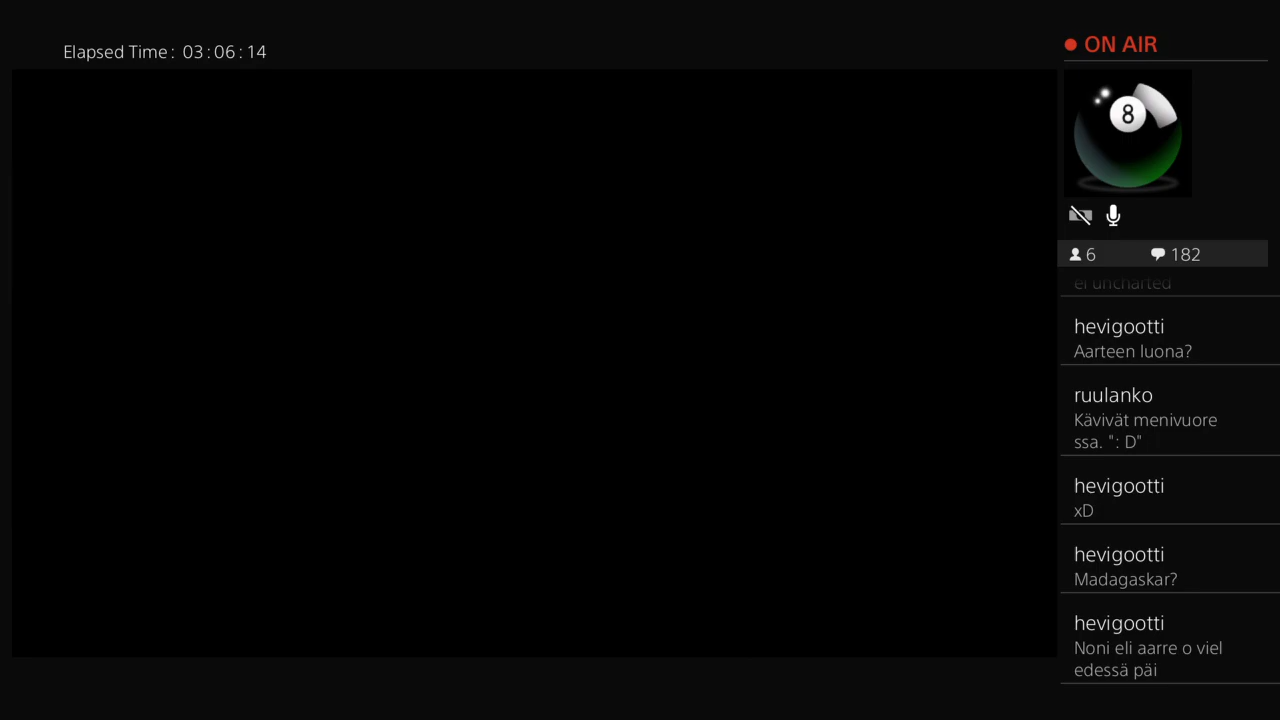 Elapsed Time: 03:06:14
ON AIR
8
6 182
ei uncharted
hevigootti
Aarteen luona?
ruulanko
Kävivät menivuore
ssa. ": D"
hevigootti
xD
hevigootti
Madagaskar?
hevigootti
Noni eli aarre o viel
edessä päi